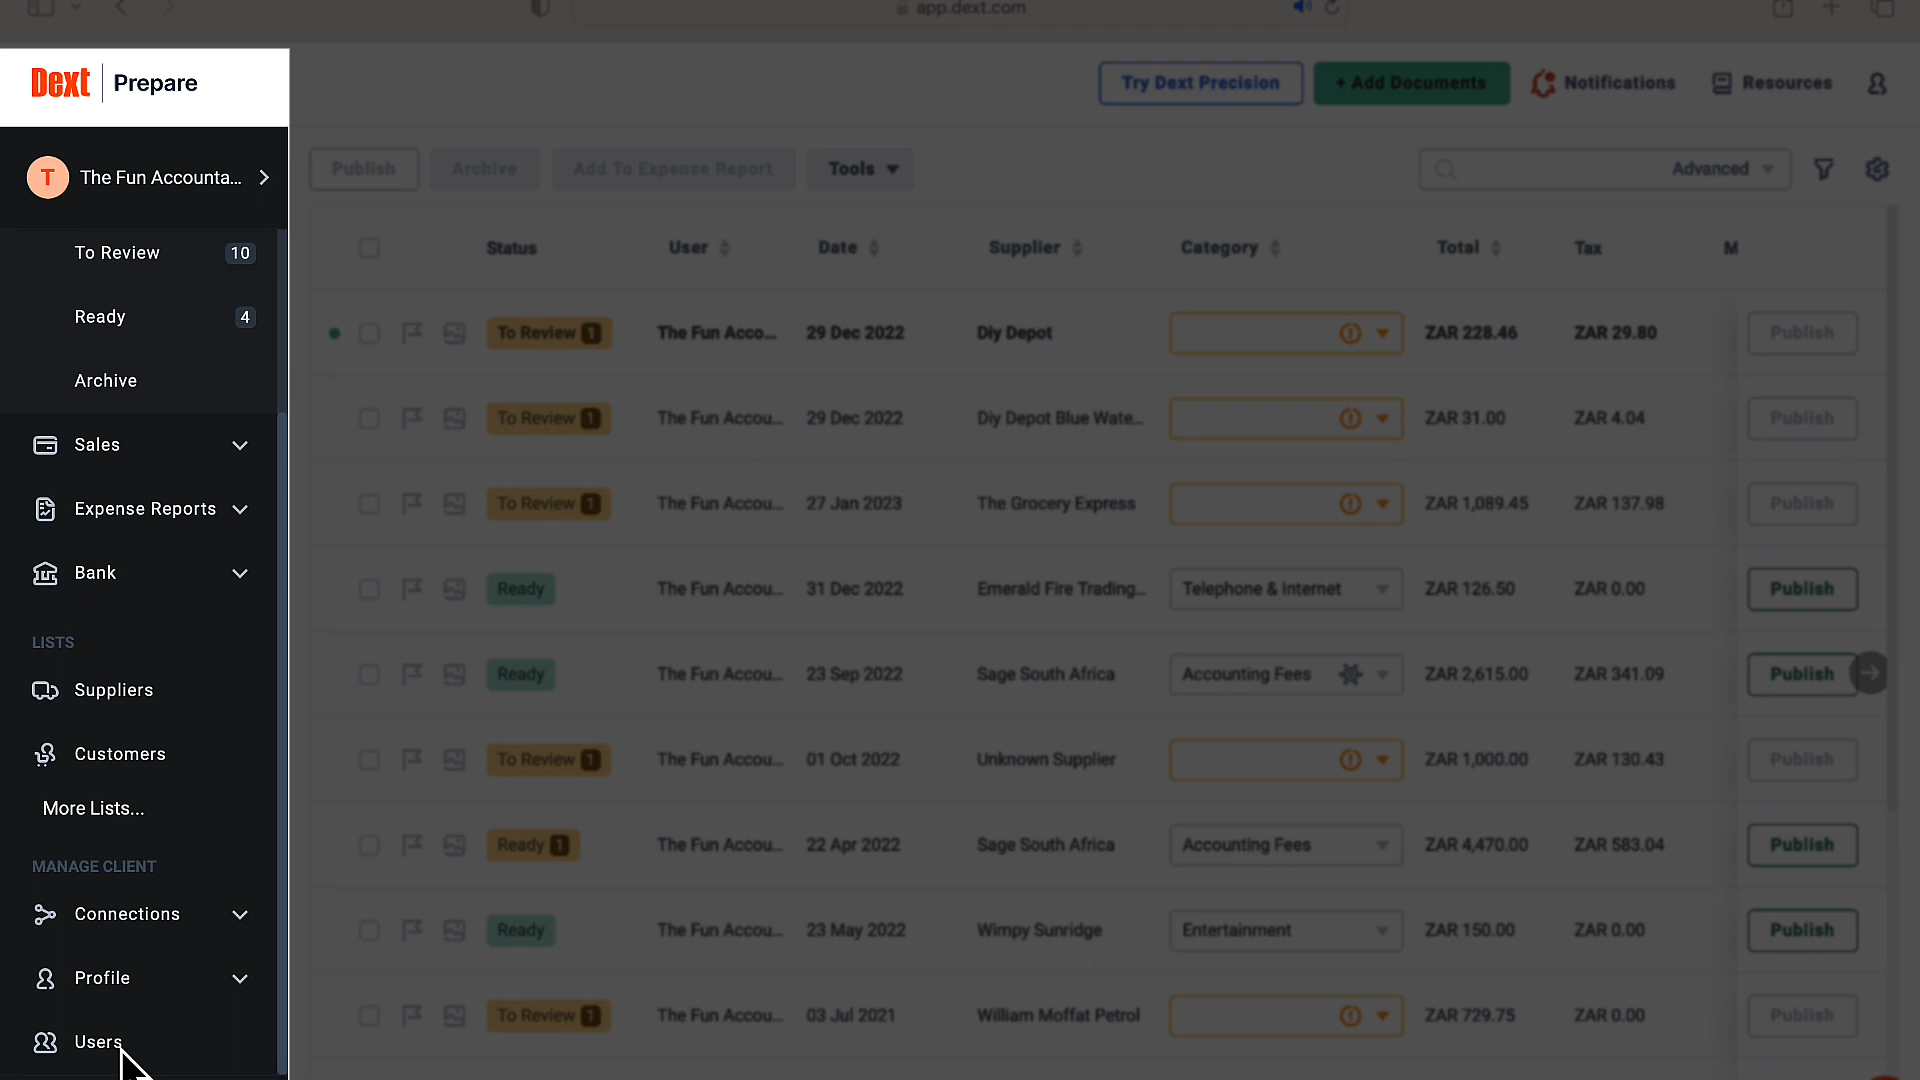 app.dext.com
Dext Prepare
Try Dext Precision + Add Documents Notifications Resources
T The Fun Accounta...
Publish Archive Add To Expense Report Tools Advanced
To Review 10
Ready 4
Archive
Sales
Expense Reports
Bank
LISTS
Suppliers
Customers
More Lists...
MANAGE CLIENT
Connections
Profile
Users
Status User Date Supplier Category Total Tax M
To Review 1 The Fun Acco... 29 Dec 2022 Diy Depot ZAR 228.46 ZAR 29.80 Publish
To Review 1 The Fun Accou... 29 Dec 2022 Diy Depot Blue Wate... ZAR 31.00 ZAR 4.04 Publish
To Review 1 The Fun Accou... 27 Jan 2023 The Grocery Express ZAR 1,089.45 ZAR 137.98 Publish
Ready The Fun Accou... 31 Dec 2022 Emerald Fire Trading... Telephone & Internet ZAR 126.50 ZAR 0.00 Publish
Ready The Fun Accou... 23 Sep 2022 Sage South Africa Accounting Fees ZAR 2,615.00 ZAR 341.09 Publish
To Review 1 The Fun Accou... 01 Oct 2022 Unknown Supplier ZAR 1,000.00 ZAR 130.43 Publish
Ready 1 The Fun Accou... 22 Apr 2022 Sage South Africa Accounting Fees ZAR 4,470.00 ZAR 583.04 Publish
Ready The Fun Accou... 23 May 2022 Wimpy Sunridge Entertainment ZAR 150.00 ZAR 0.00 Publish
To Review 1 The Fun Accou... 03 Jul 2021 William Moffat Petrol ZAR 729.75 ZAR 0.00 Publish